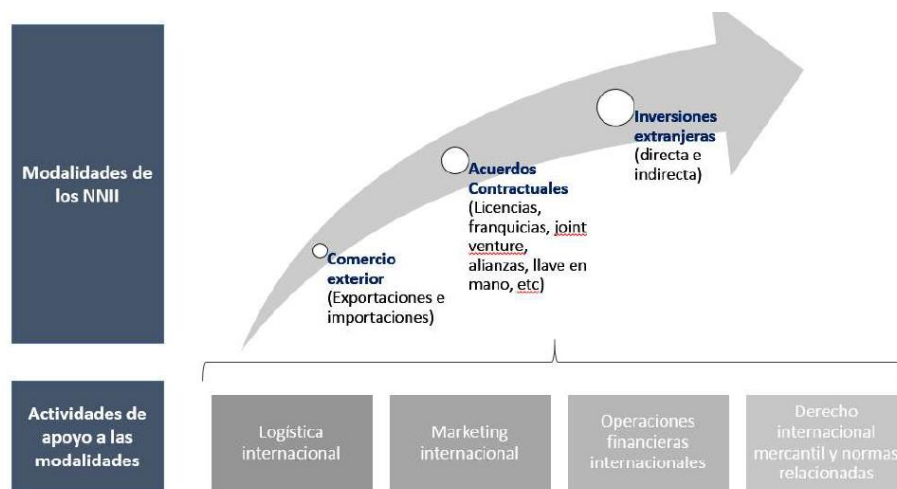 Modalidades de
los NNII
Comercio
exterior
(Exportaciones e
importaciones)
Acuerdos
Contractuales
(Licencias,
franquicias, joint
venture,
alianzas, llave en
mano, etc)
Inversiones
extranjeras
(directa e
indirecta)
Actividades de
apoyo a las
modalidades
Logística
internacional
Marketing
internacional
Operaciones
financieras
internacionales
Derecho
internacional
mercantil y normas
relacionadas